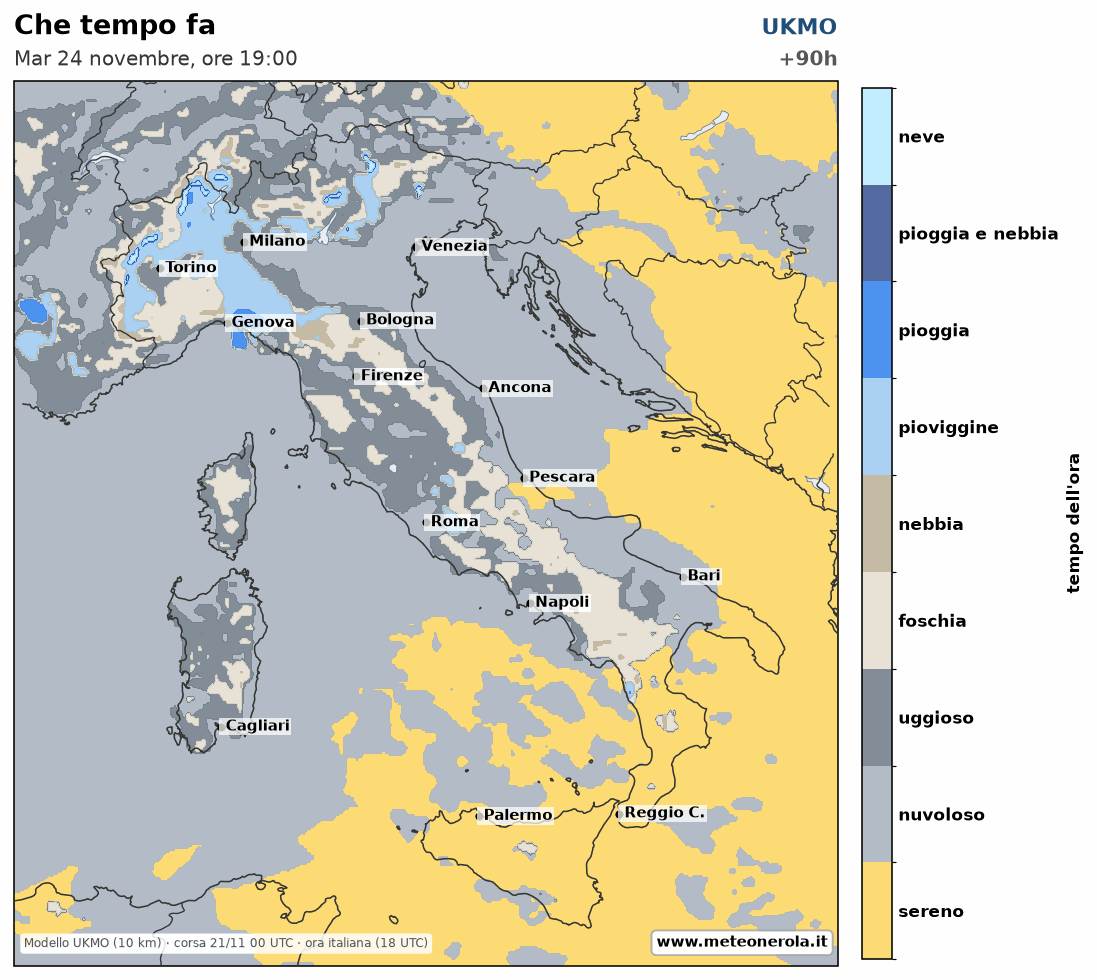 Che tempo fa
UKMO
Mar 24 novembre, ore 19:00
+90h
neve
pioggia e nebbia
pioggia
pioviggine
nebbia
foschia
uggioso
nuvoloso
sereno
tempo dell'ora
Milano
Venezia
Torino
Genova
Bologna
Firenze
Ancona
Pescara
Roma
Bari
Napoli
Cagliari
Palermo
Reggio C.
Modello UKMO (10 km) · corsa 21/11 00 UTC · ora italiana (18 UTC)
www.meteonerola.it